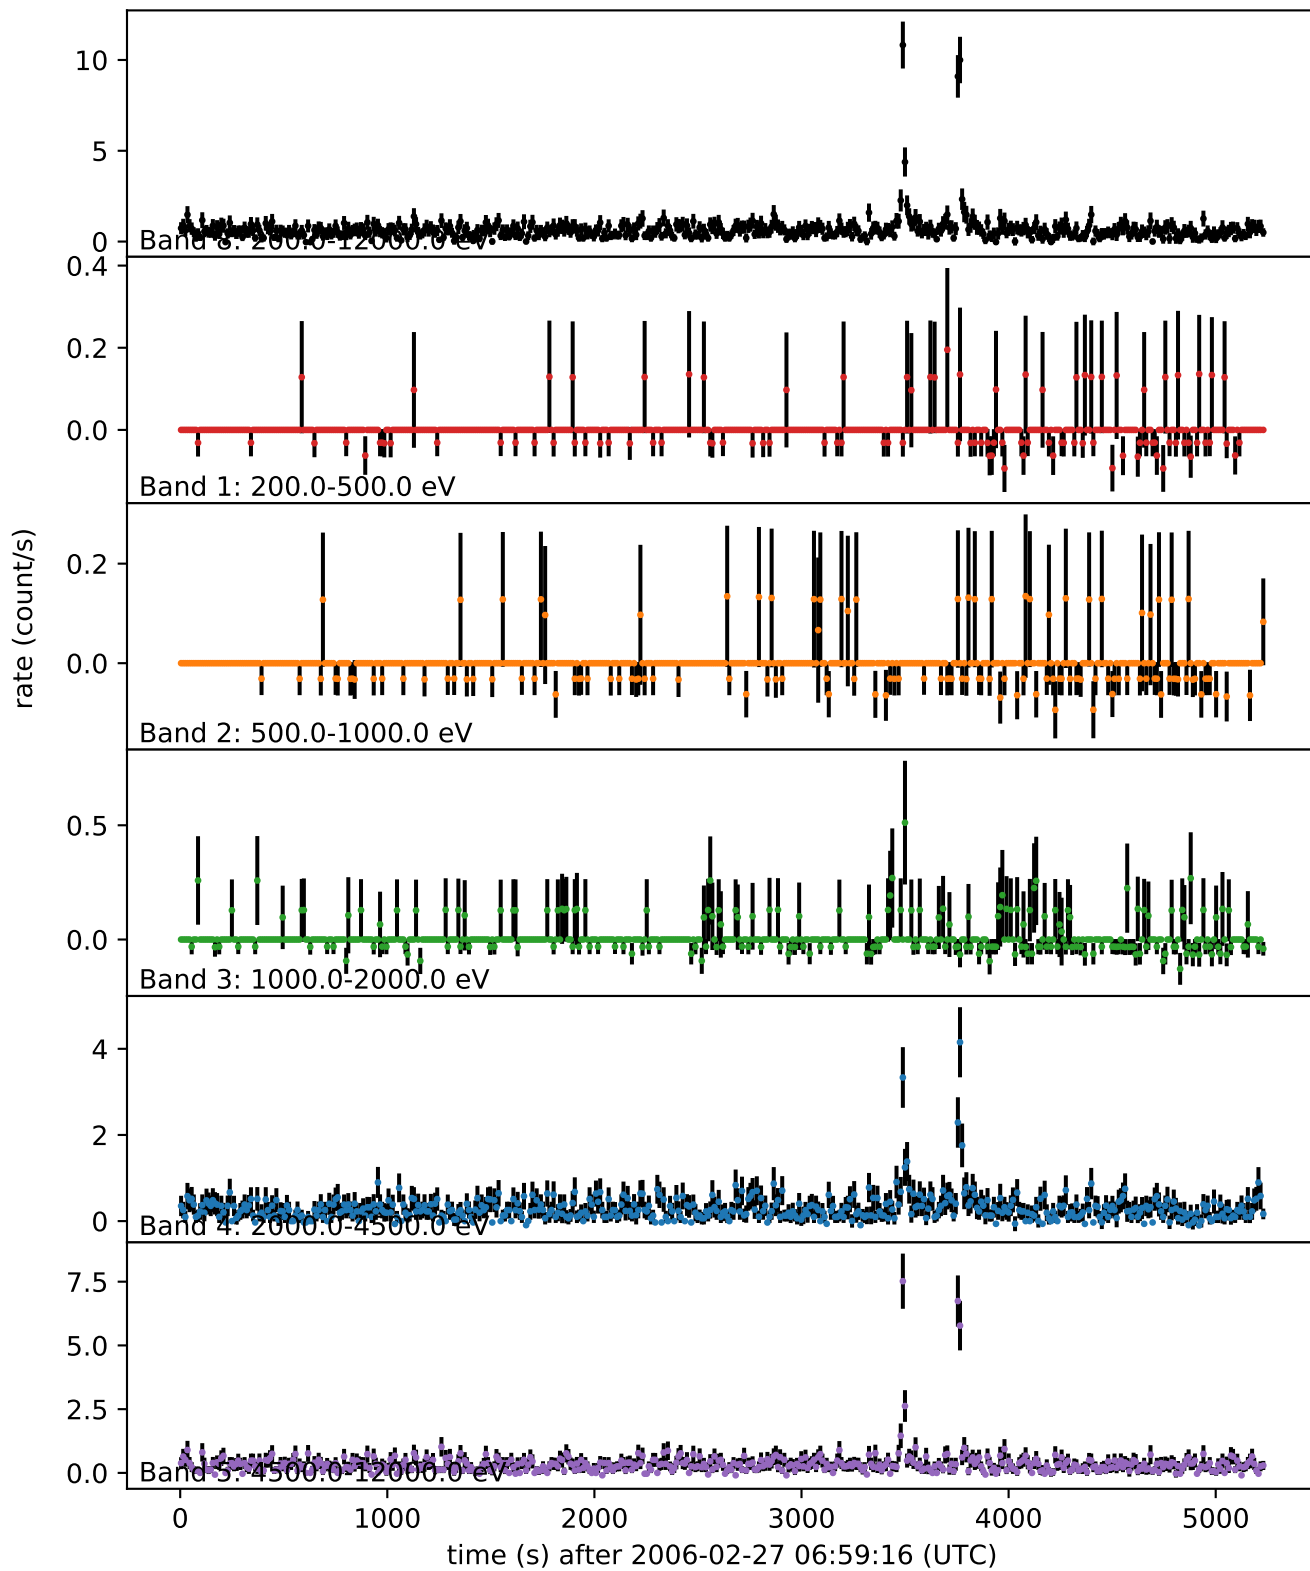 10
5
0
Band 8: 200.0-12000.0 eV
0.4
0.2
0.0
Band 1: 200.0-500.0 eV
0.2
0.0
Band 2: 500.0-1000.0 eV
rate (count/s)
0.5
0.0
Band 3: 1000.0-2000.0 eV
4
2
0
Band 4: 2000.0-4500.0 eV
7.5
5.0
2.5
0.0
Band 5: 4500.0-12000.0 eV
0 1000 2000 3000 4000 5000
time (s) after 2006-02-27 06:59:16 (UTC)